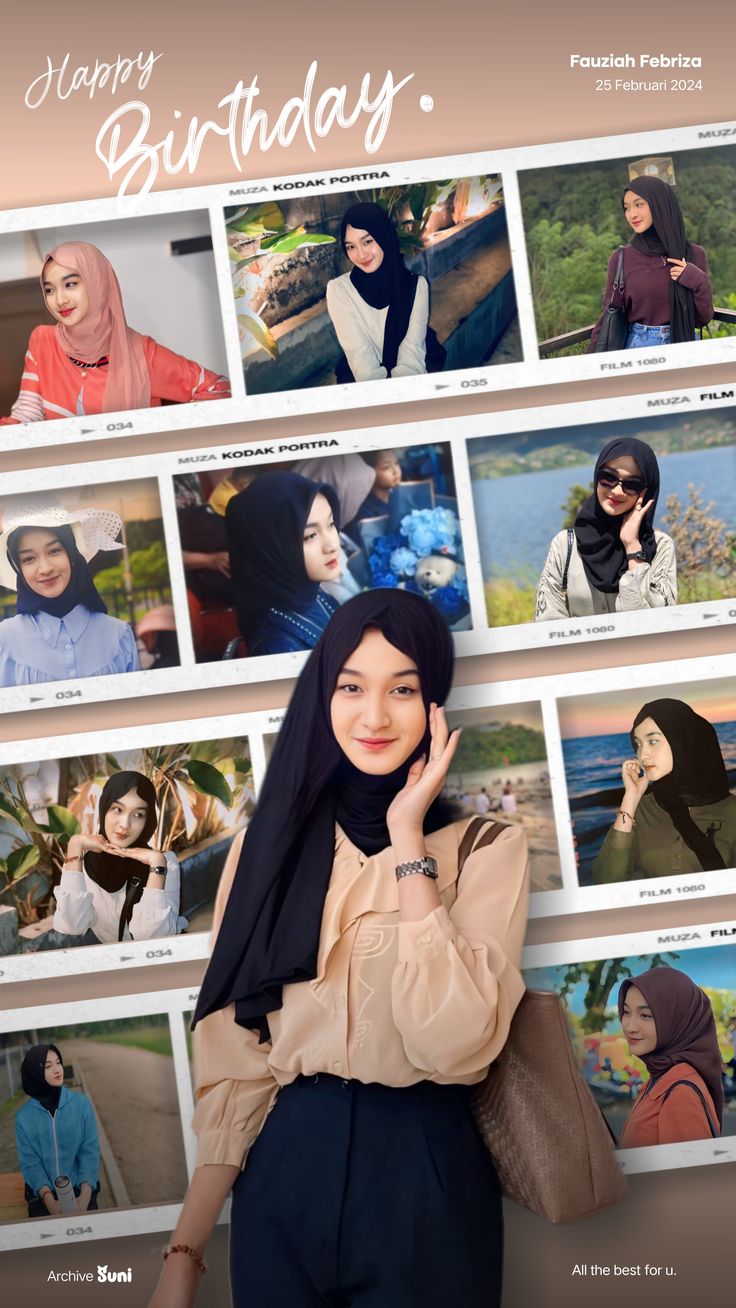 Happy
Birthday.
Fauziah Febriza
25 Februari 2024
MUZA
MUZA KODAK PORTRA
FILM 1080
035
034
MUZA FILM
MUZA KODAK PORTRA
FILM 1080
034
FILM 1080
034
MUZA FILM
034
Archive Suni
All the best for u.